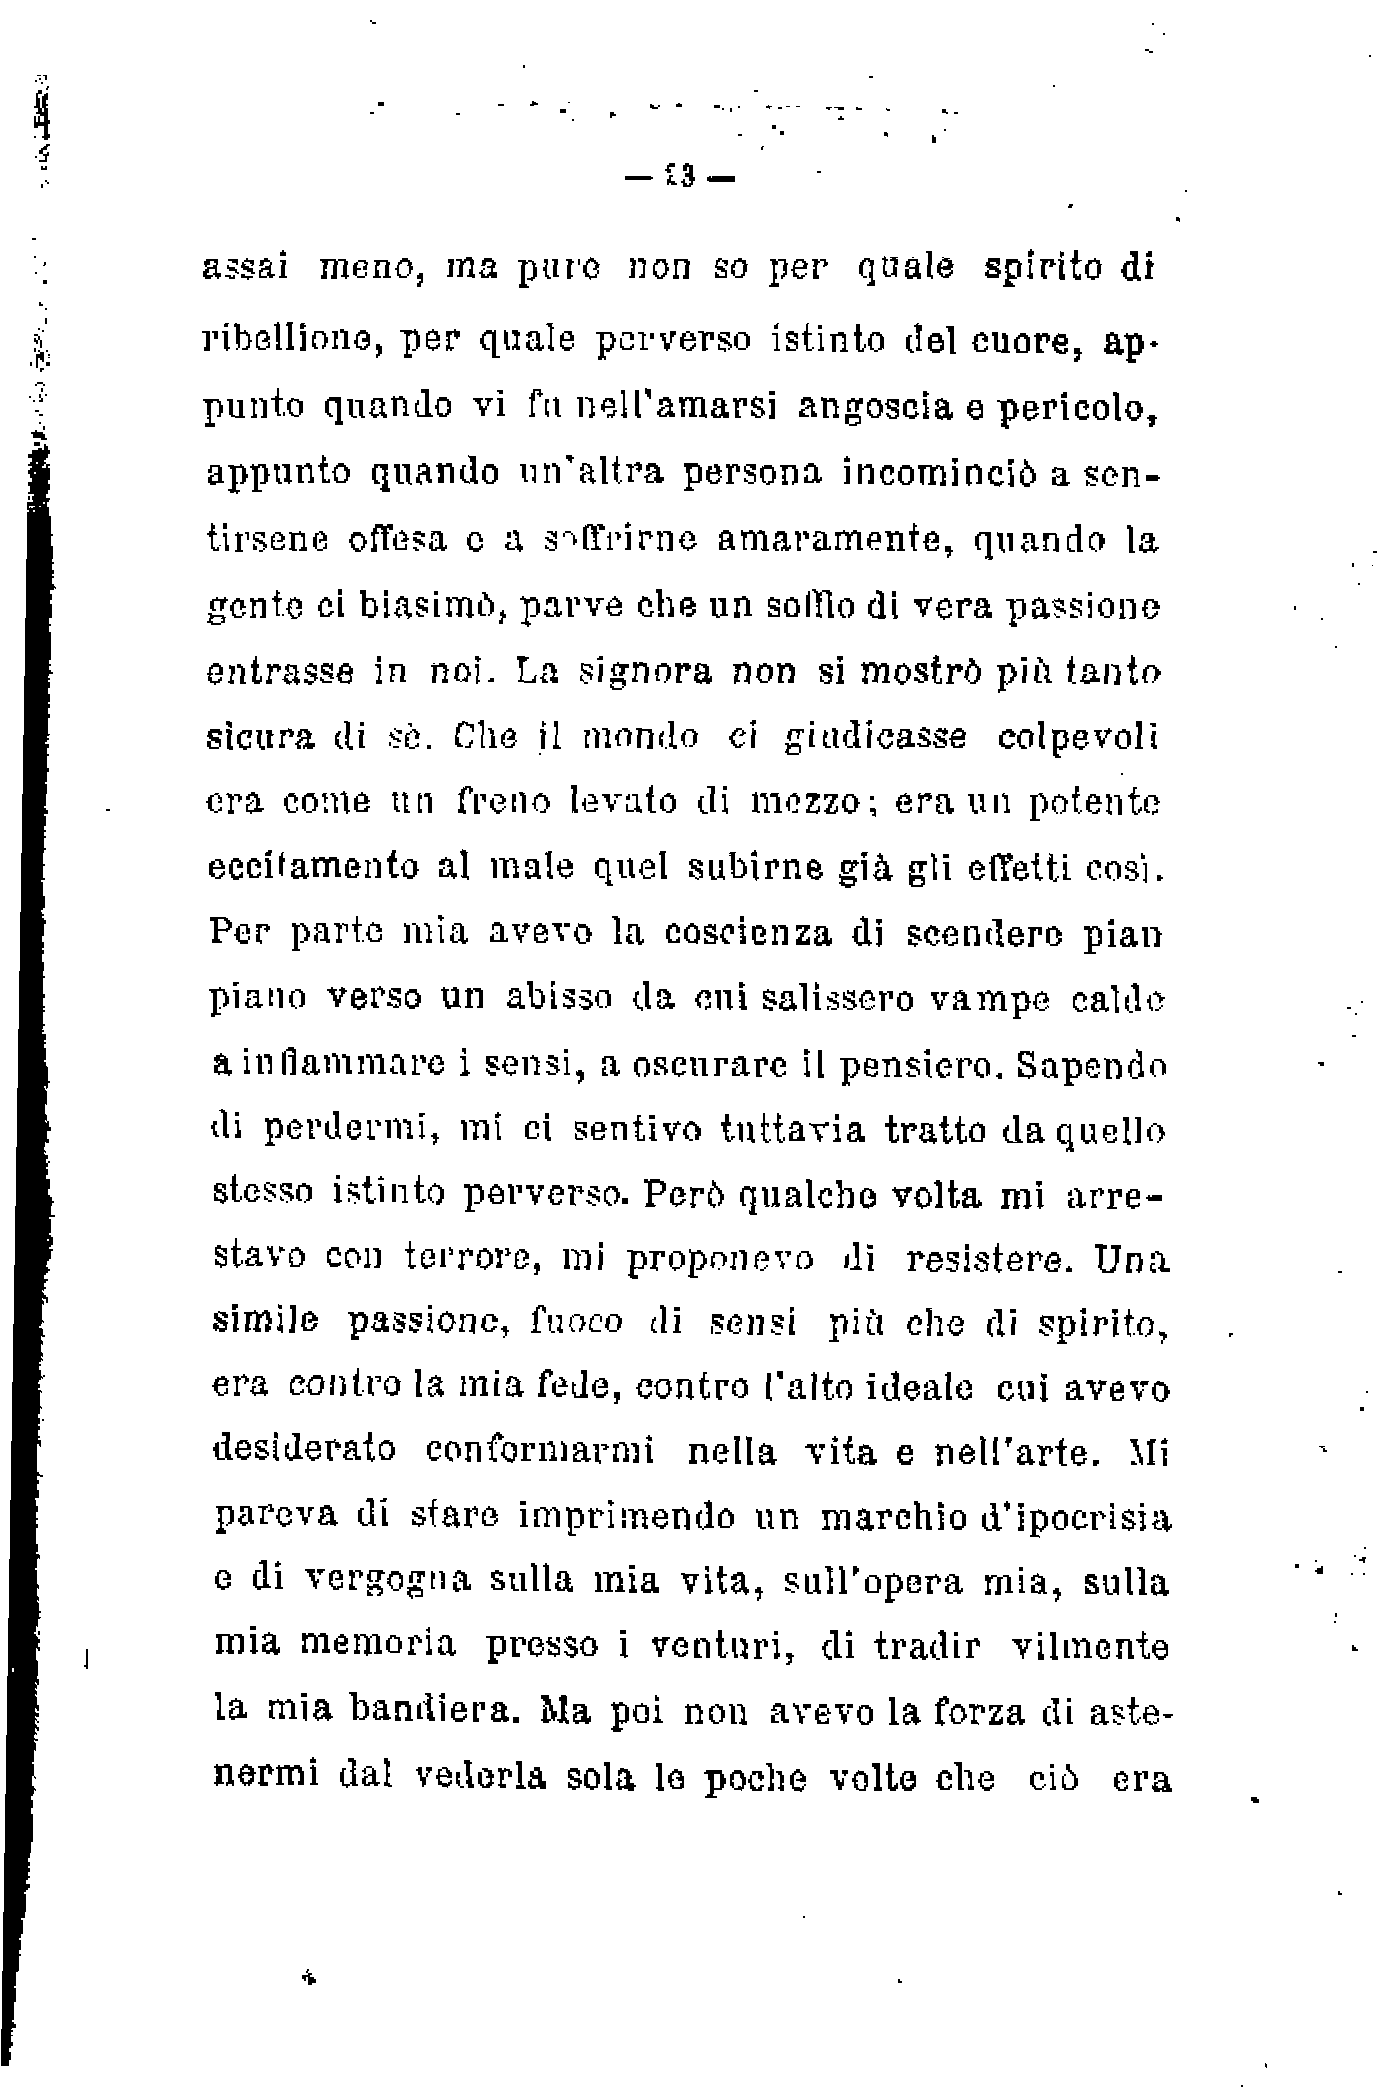 — 13 —
assai meno, ma pure non so per quale spirito di
ribellione, per quale perverso istinto del cuore, ap-
punto quando vi fu nell'amarsi angoscia e pericolo,
appunto quando un'altra persona incominciò a sen-
tirsene offesa e a soffrirne amaramente, quando la
gente ci biasimò, parve che un soffio di vera passione
entrasse in noi. La signora non si mostrò più tanto
sicura di sè. Che il mondo ci giudicasse colpevoli
era come un freno levato di mezzo; era un potente
eccitamento al male quel subirne già gli effetti così.
Per parte mia avevo la coscienza di scendere pian
piano verso un abisso da cui salissero vampe calde
a infiammare i sensi, a oscurare il pensiero. Sapendo
di perdermi, mi ci sentivo tuttavia tratto da quello
stesso istinto perverso. Però qualche volta mi arre-
stavo con terrore, mi proponevo di resistere. Una
simile passione, fuoco di sensi più che di spirito,
era contro la mia fede, contro l'alto ideale cui avevo
desiderato conformarmi nella vita e nell'arte. Mi
pareva di stare imprimendo un marchio d'ipocrisia
e di vergogna sulla mia vita, sull'opera mia, sulla
mia memoria presso i venturi, di tradir vilmente
la mia bandiera. Ma poi non avevo la forza di aste-
nermi dal vederla sola le poche volte che ciò era